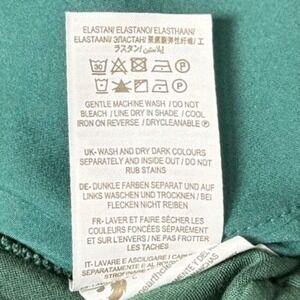 ELASTAN/ ELASTANO/ ELASTHAAN/
ELASTAANI/ ЭЛАСТАН/ 聚氨酯弹性纤维/ エ
ラスタン/ إيلاستين/
30
P
GENTLE MACHINE WASH / DO NOT
BLEACH / LINE DRY IN SHADE / COOL
IRON ON REVERSE / DRYCLEANABLE Ⓟ
UK- WASH AND DRY DARK COLOURS
SEPARATELY AND INSIDE OUT / DO NOT
RUB STAINS
DE- DUNKLE FARBEN SEPARAT UND AUF
LINKS WASCHEN UND TROCKNEN / BEI
FLECKEN NICHT REIBEN
FR- LAVER ET FAIRE SÉCHER LES
COULEURS FONCÉES SÉPARÉMENT
ET SUR L'ENVERS / NE PAS FROTTER
LES TACHES
IT- LAVARE E ASCIUGARE I CAPI